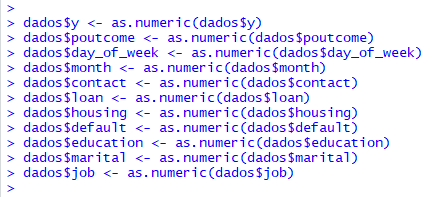 >
> dados$y <- as.numeric(dados$y)
> dados$poutcome <- as.numeric(dados$poutcome)
> dados$day_of_week <- as.numeric(dados$day_of_week)
> dados$month <- as.numeric(dados$month)
> dados$contact <- as.numeric(dados$contact)
> dados$loan <- as.numeric(dados$loan)
> dados$housing <- as.numeric(dados$housing)
> dados$default <- as.numeric(dados$default)
> dados$education <- as.numeric(dados$education)
> dados$marital <- as.numeric(dados$marital)
> dados$job <- as.numeric(dados$job)
>